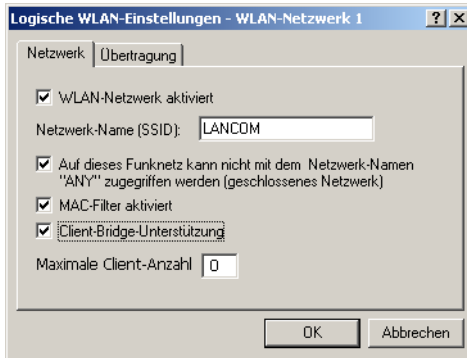 Logische WLAN-Einstellungen - WLAN-Netzwerk 1
Netzwerk
Übertragung
WLAN-Netzwerk aktiviert
Netzwerk-Name (SSID): LANCOM
Auf dieses Funknetz kann nicht mit dem Netzwerk-Namen
"ANY" zugegriffen werden (geschlossenes Netzwerk)
MAC-Filter aktiviert
Client-Bridge-Unterstützung
Maximale Client-Anzahl 0
OK
Abbrechen